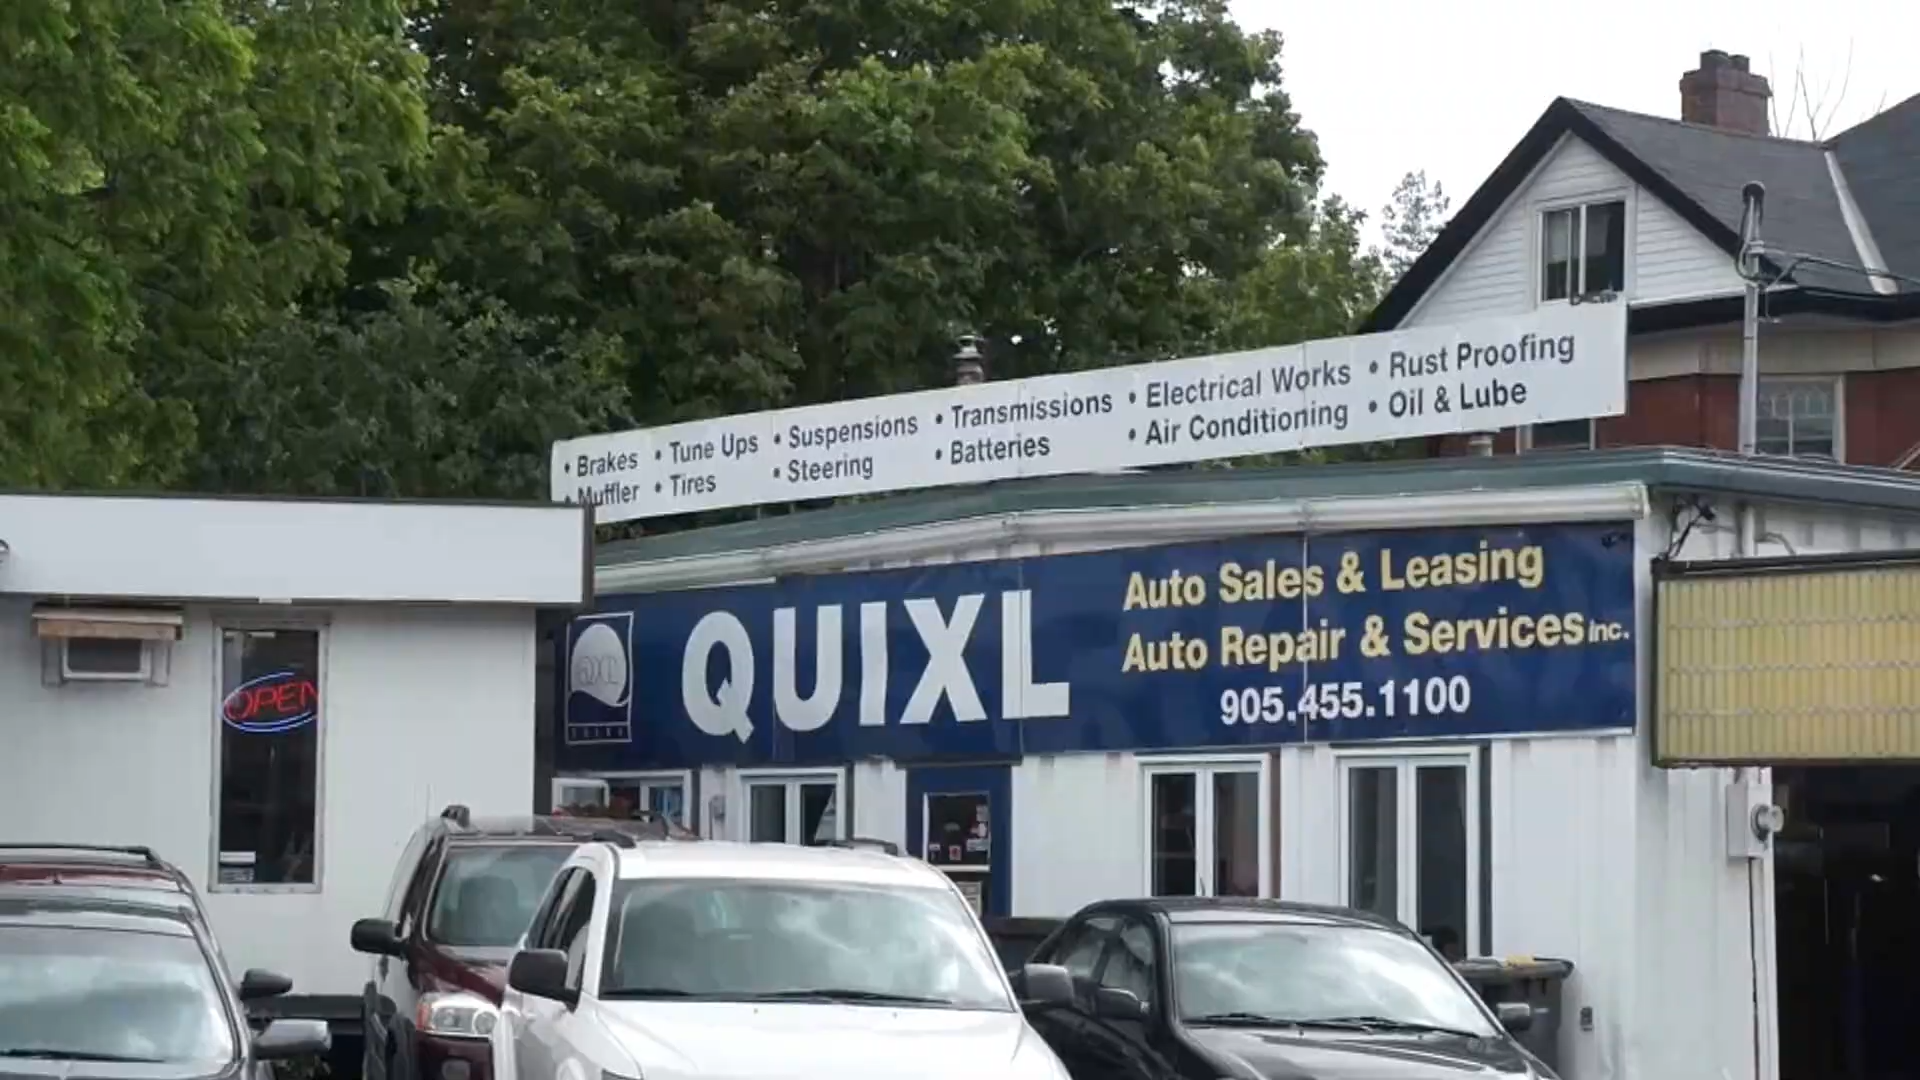 • Brakes • Tune Ups • Suspensions • Transmissions • Electrical Works • Rust Proofing
• Muffler • Tires • Steering • Batteries • Air Conditioning • Oil & Lube
QUIXL
Auto Sales & Leasing
Auto Repair & Services Inc.
905.455.1100
OPEN